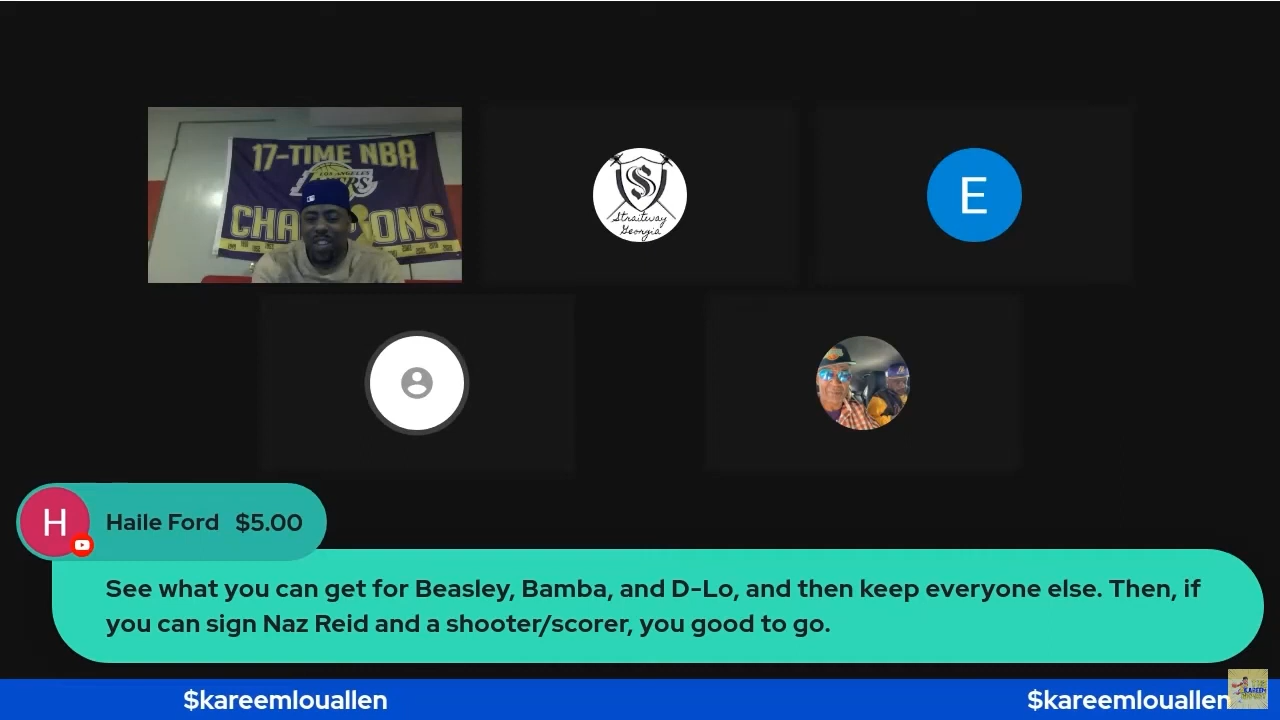 17-TIME NBA
LOS ANGELES
CHAMPIONS
S
Straitway
Georgia
E
H
Haile Ford $5.00
See what you can get for Beasley, Bamba, and D-Lo, and then keep everyone else. Then, if
you can sign Naz Reid and a shooter/scorer, you good to go.
$kareemlouallen
$kareemlouallen